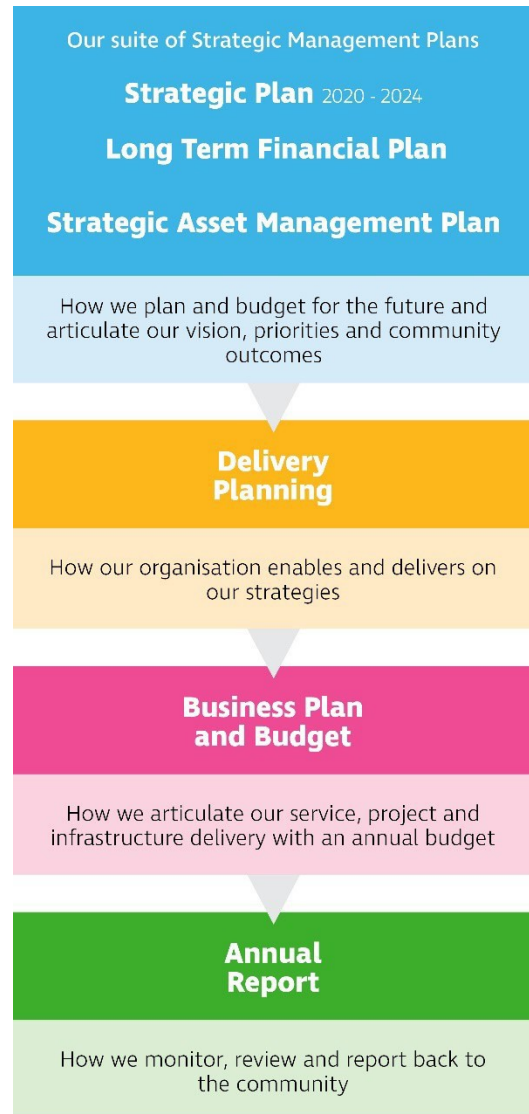 Our suite of Strategic Management Plans
Strategic Plan 2020 - 2024
Long Term Financial Plan
Strategic Asset Management Plan
How we plan and budget for the future and
articulate our vision, priorities and community
outcomes
Delivery
Planning
How our organisation enables and delivers on
our strategies
Business Plan
and Budget
How we articulate our service, project and
infrastructure delivery with an annual budget
Annual
Report
How we monitor, review and report back to
the community